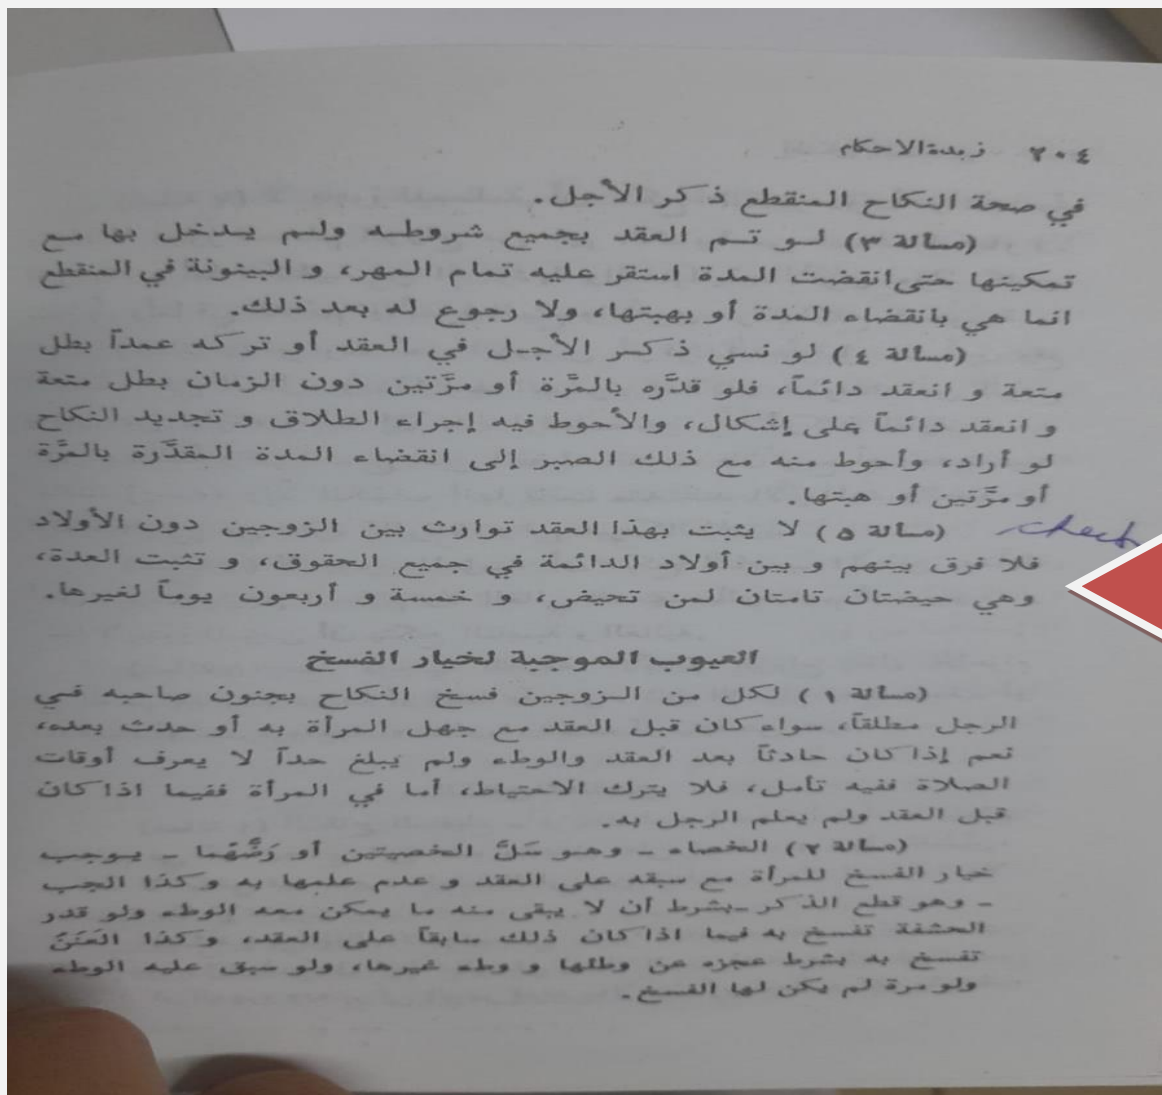 ٢٠٤ زبدة الاحكام
في صحة النكاح المنقطع ذكر الأجل.
(مسألة ٣) لو تم العقد بجميع شروطه ولم يدخل بها مع
تمكينها حتى انقضت المدة استقر عليه تمام المهر، و البينونة في المنقطع
انما هي بانقضاء المدة أو بهبتها، ولا رجوع له بعد ذلك.
(مسألة ٤) لو نسي ذكر الأجل في العقد أو تركه عمداً بطل
متعة و انعقد دائماً، فلو قدَّره بالمرَّة أو مرَّتين دون الزمان بطل متعة
و انعقد دائماً على إشكال، والأحوط فيه إجراء الطلاق و تجديد النكاح
لو أراد، وأحوط منه مع ذلك الصبر إلى انقضاء المدة المقدَّرة بالمرَّة
أو مرَّتين أو هبتها.
(مسألة ٥) لا يثبت بهذا العقد توارث بين الزوجين دون الأولاد check
فلا فرق بينهم و بين أولاد الدائمة في جميع الحقوق، و تثبت العدة،
وهي حيضتان تامتان لمن تحيض، و خمسة و أربعون يوماً لغيرها.
العيوب الموجبة لخيار الفسخ
(مسألة ١) لكل من الزوجين فسخ النكاح بجنون صاحبه في
الرجل مطلقاً، سواء كان قبل العقد مع جهل المرأة به أو حدث بعده،
نعم إذا كان حادثاً بعد العقد والوطء ولم يبلغ حداً لا يعرف أوقات
الصلاة ففيه تأمل، فلا يترك الاحتياط، أما في المرأة ففيما اذا كان
قبل العقد ولم يعلم الرجل به.
(مسألة ٢) الخصاء ــ وهو سَلّ الخصيتين أو رَضّهما ــ يوجب
خيار الفسخ للمرأة مع سبقه على العقد و عدم علمها به وكذا الجب
ــ وهو قطع الذكر ــ بشرط أن لا يبقى منه ما يمكن معه الوطء ولو قدر
الحشفة تفسخ به فيما اذا كان ذلك سابقاً على العقد، وكذا العَنَنَ
تفسخ به بشرط عجزه عن وطئها و وطء غيرها، ولو سبق عليه الوطء
ولو مرة لم يكن لها الفسخ.